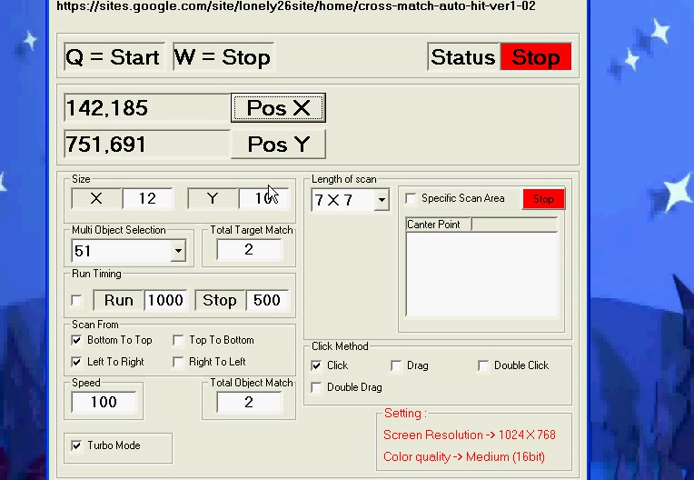 https://sites.google.com/site/lonely26site/home/cross-match-auto-hit-ver1-02
Q = Start W = Stop Status Stop
142,185 Pos X
751,691 Pos Y
Size
X 12 Y
Length of scan
7 X 7
Specific Scan Area Stop
Canter Point
Multi Object Selection
51
Total Target Match
2
Run Timing
Run 1000 Stop 500
Scan From
Bottom To Top Top To Bottom
Left To Right Right To Left
Click Method
Click Drag Double Click
Double Drag
Speed
100
Total Object Match
2
Turbo Mode
Setting :
Screen Resolution -> 1024X768
Color quality -> Medium (16bit)